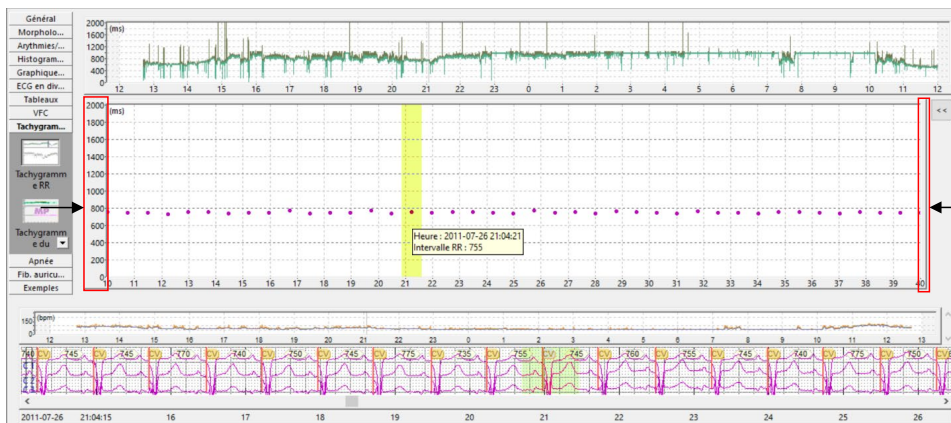 Général
Morpholo...
Arythmies/...
Histogram...
Graphique...
ECG en div...
Tableaux
VFC
Tachygram...
Tachygramm
e RR
MP
Tachygramm
e du
Apnée
Fib. auricu...
Exemples
2000 (ms)
1600
1200
800
400
0
12 13 14 15 16 17 18 19 20 21 22 23 0 1 2 3 4 5 6 7 8 9 10 11 12
<<
2000 (ms)
1800
1600
1400
1200
1000
800
600
400
200
0
10 11 12 13 14 15 16 17 18 19 20 21 22 23 24 25 26 27 28 29 30 31 32 33 34 35 36 37 38 39 40
Heure : 2011-07-26 21:04:21
Intervalle RR : 755
150 (bpm)
0
12 13 14 15 16 17 18 19 20 21 22 23 0 1 2 3 4 5 6 7 8 9 10 11 12 13
740 CV 745 CV 745 CV 770 CV 740 CV 750 CV 745 CV 775 CV 735 CV 755 CV 745 CV 760 CV 755 CV 745 CV 740 CV 775 CV 750 CV
2011-07-26 21:04:15 16 17 18 19 20 21 22 23 24 25 26